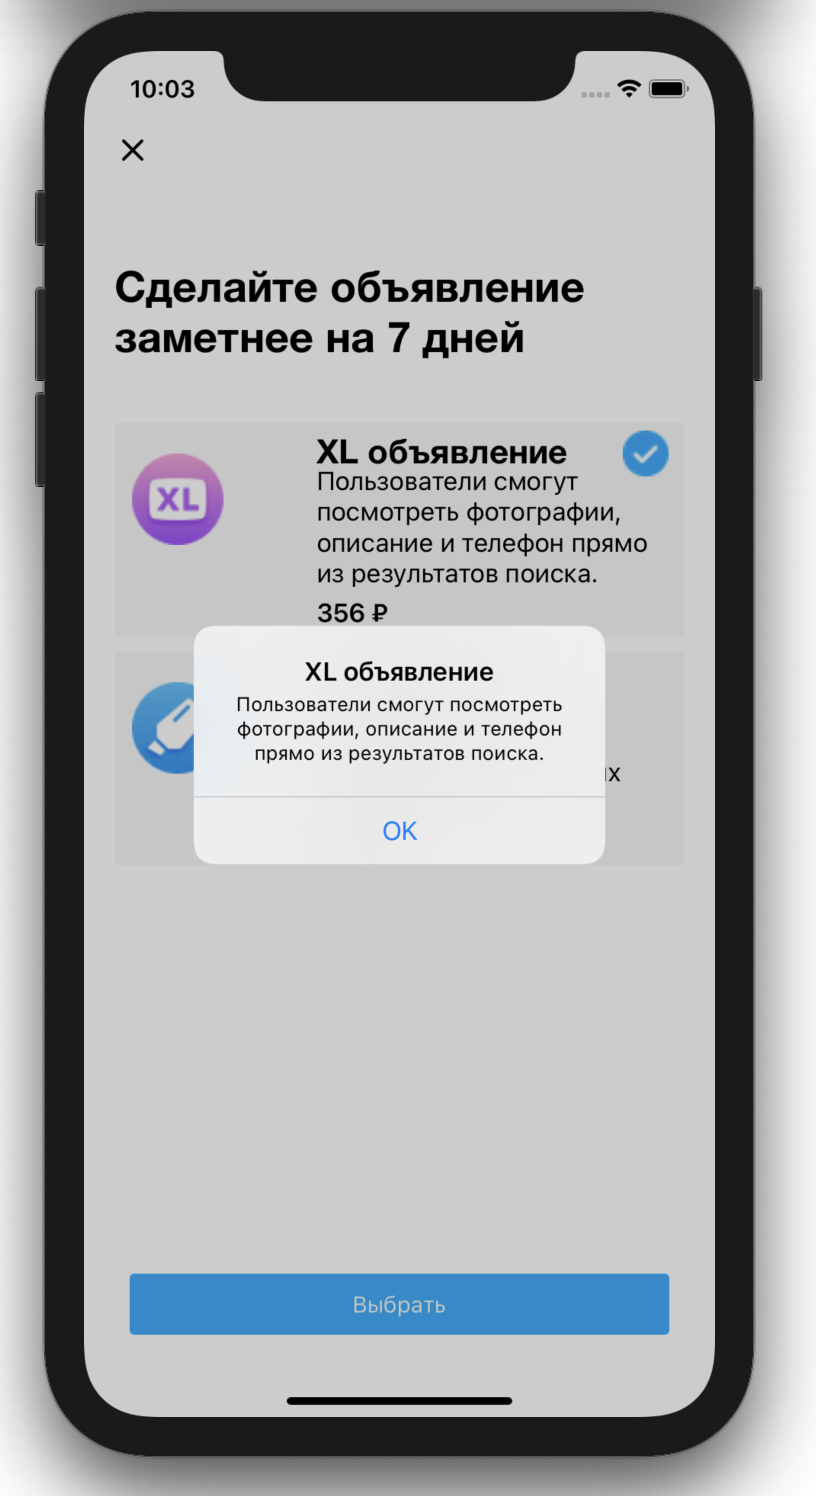 10:03
Сделайте объявление
заметнее на 7 дней
XL
XL объявление
Пользователи смогут
посмотреть фотографии,
описание и телефон прямо
из результатов поиска.
356 ₽
XL объявление
Пользователи смогут посмотреть
фотографии, описание и телефон
прямо из результатов поиска.
OK
Выбрать